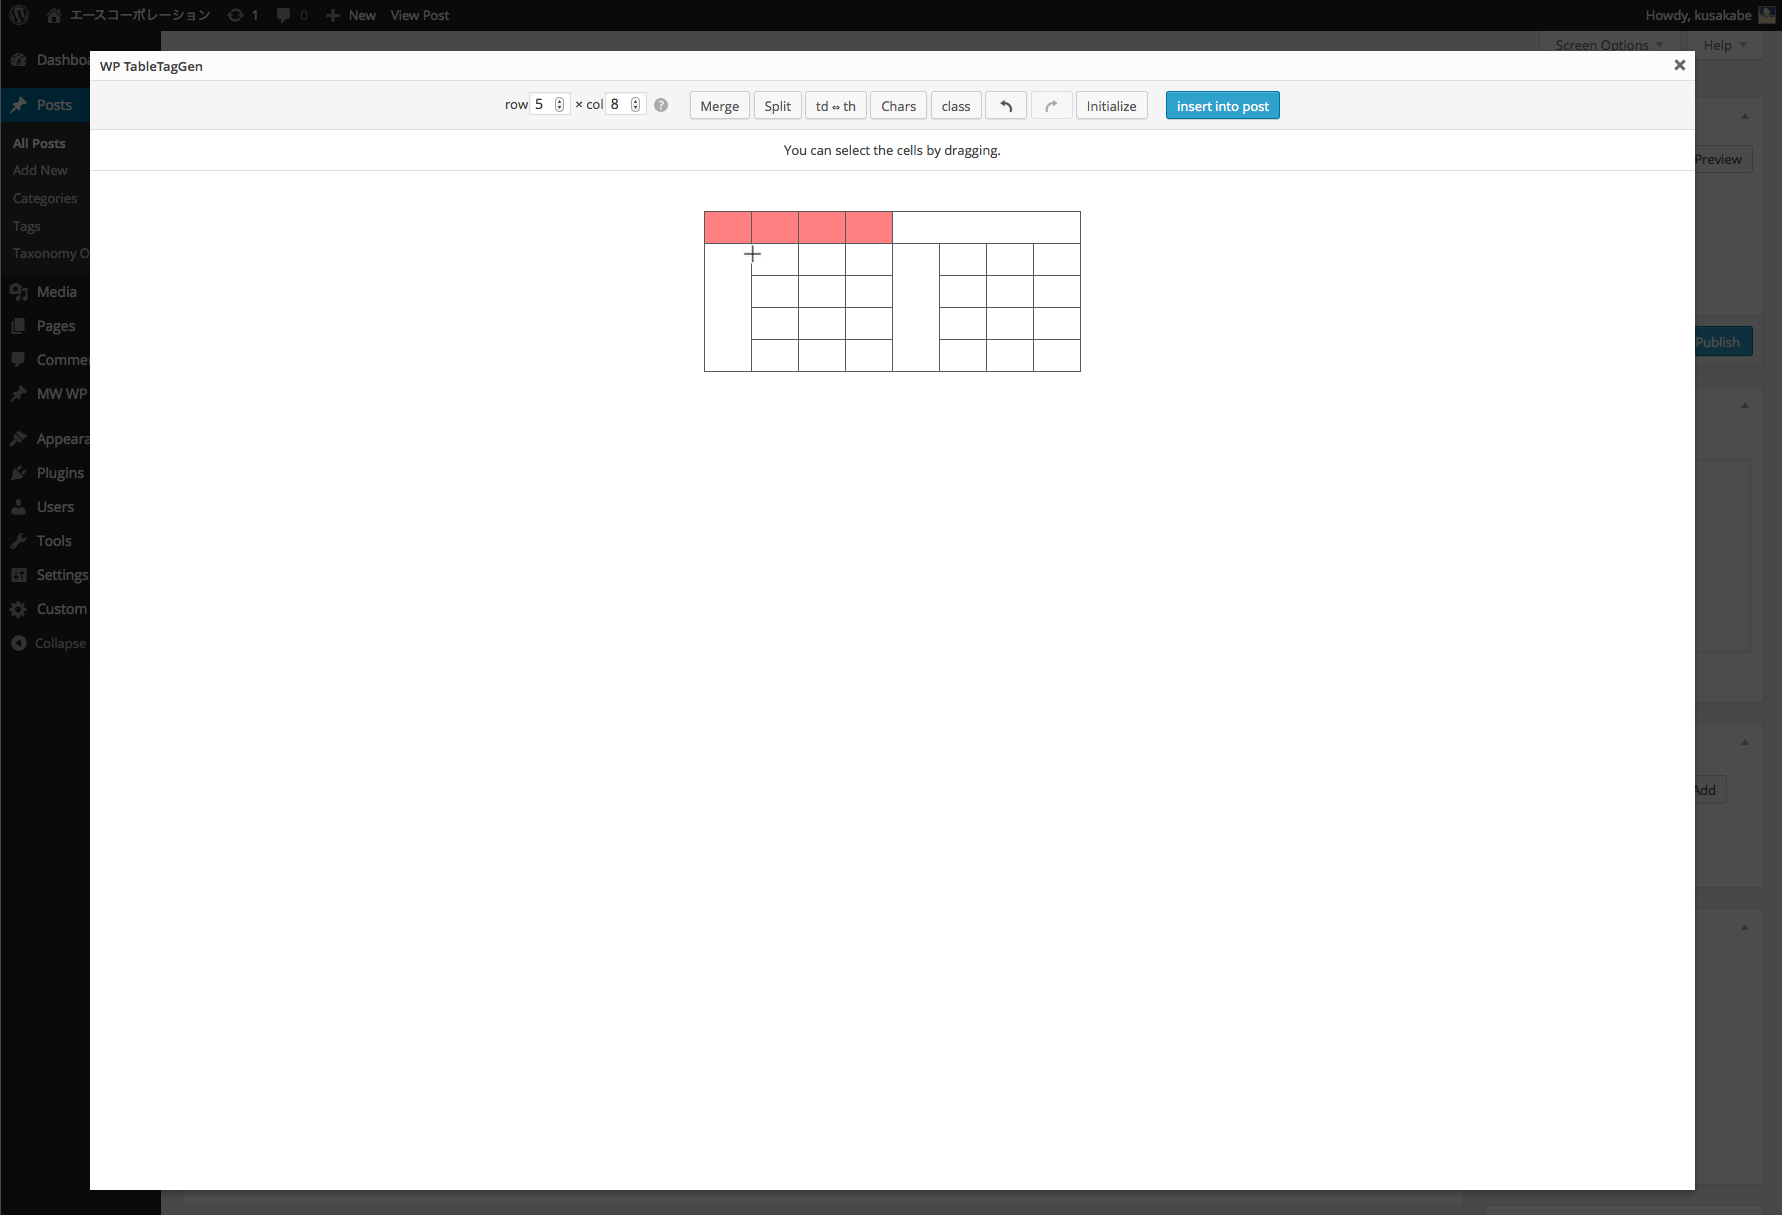 エースコーポレーション 1 0 New View Post Howdy, kusakabe
Screen Options Help
Dashboa
Posts
All Posts
Add New
Categories
Tags
Taxonomy O
Media
Pages
Comme
MW WP
Appeara
Plugins
Users
Tools
Settings
Custom
Collapse
WP TableTagGen
row 5 × col 8 ? Merge Split td ⇔ th Chars class Initialize insert into post
You can select the cells by dragging.
Preview
Publish
Add